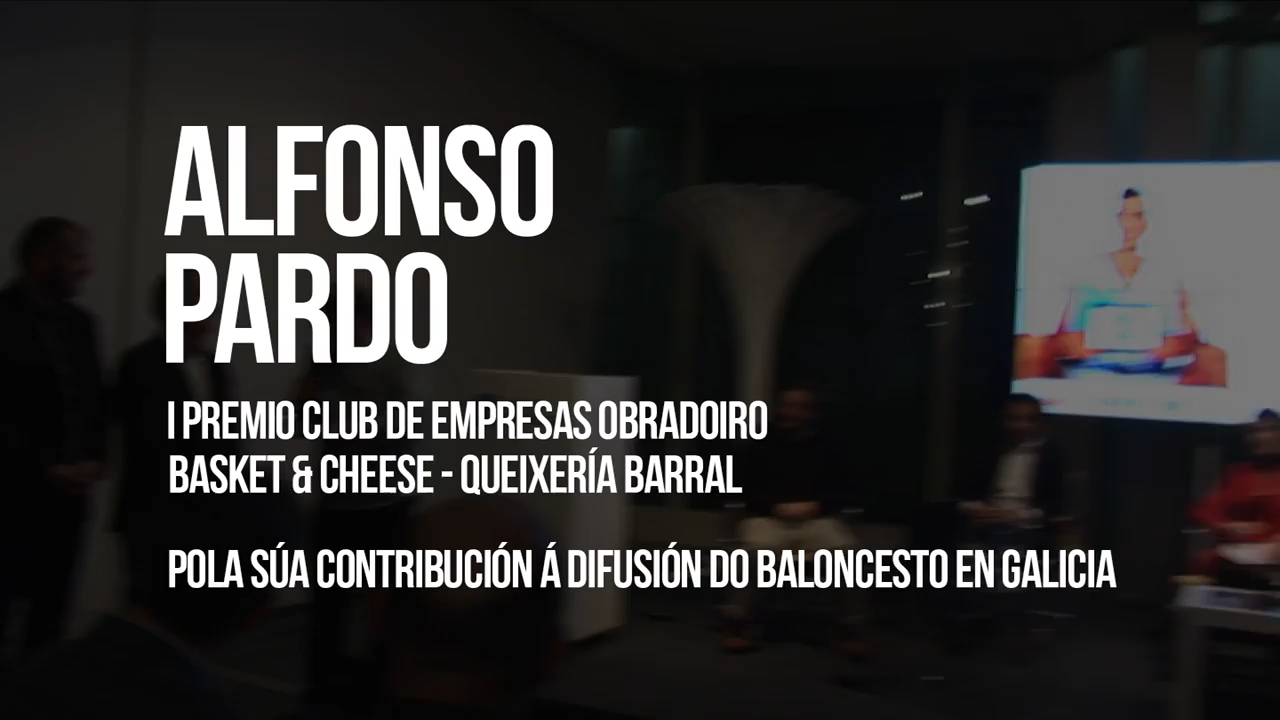 ALFONSO
PARDO
I PREMIO CLUB DE EMPRESAS OBRADOIRO
BASKET & CHEESE - QUEIXERÍA BARRAL
POLA SÚA CONTRIBUCIÓN Á DIFUSIÓN DO BALONCESTO EN GALICIA